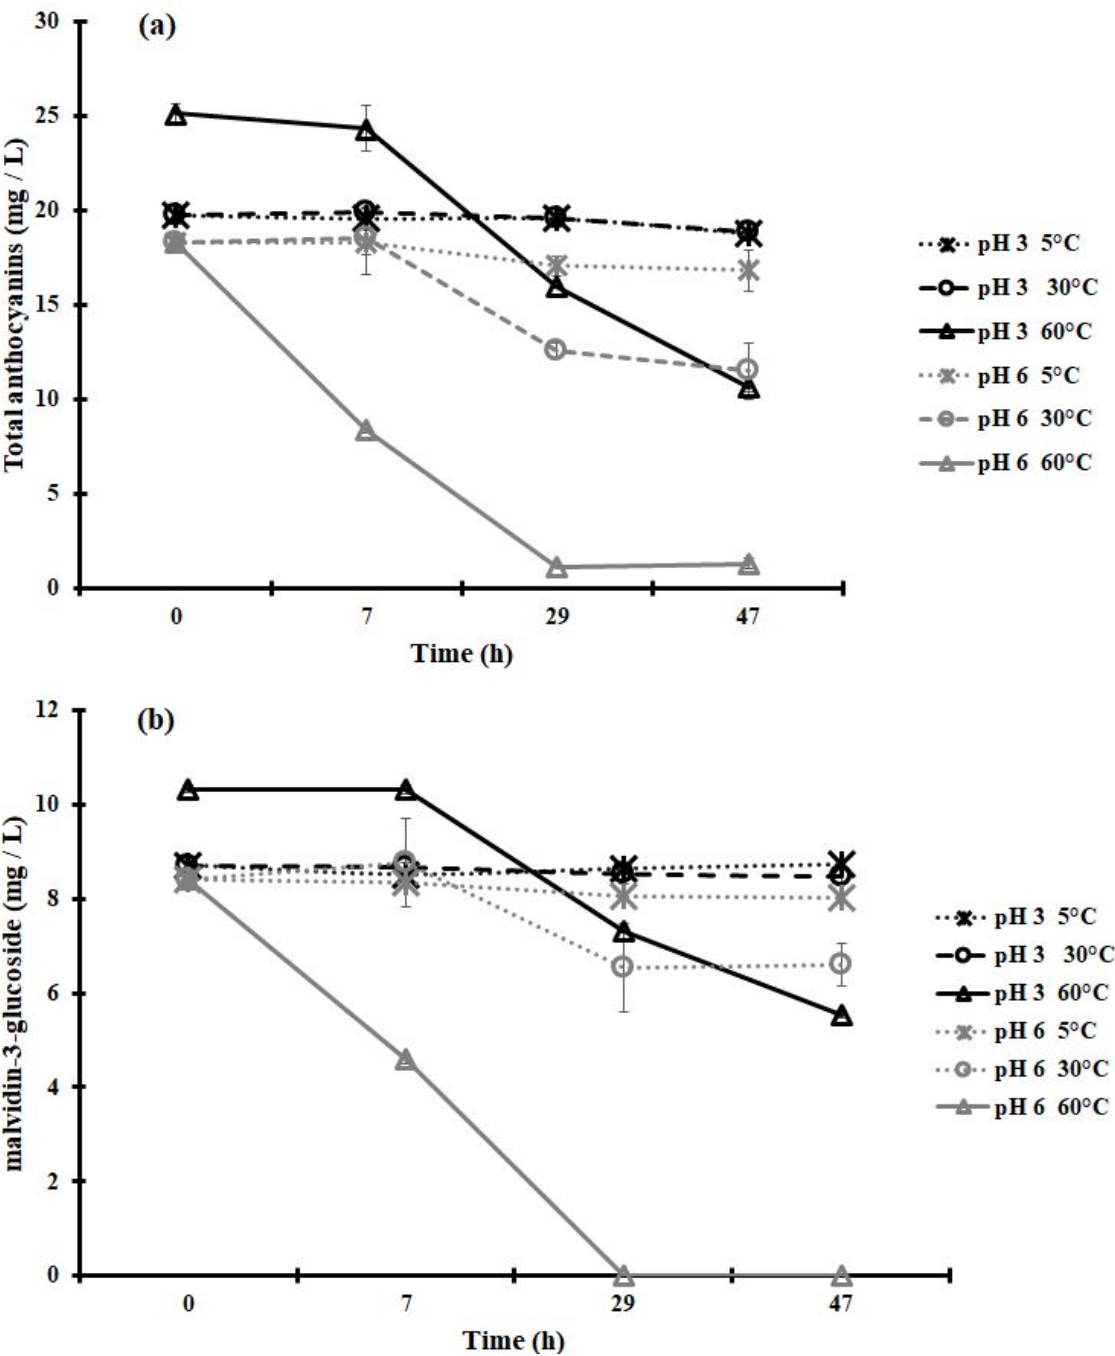 (a)
Total anthocyanins (mg / L)
30
25
20
15
10
5
0
0 7 29 47
Time (h)
pH 3 5°C
pH 3 30°C
pH 3 60°C
pH 6 5°C
pH 6 30°C
pH 6 60°C
(b)
malvidin-3-glucoside (mg / L)
12
10
8
6
4
2
0
0 7 29 47
Time (h)
pH 3 5°C
pH 3 30°C
pH 3 60°C
pH 6 5°C
pH 6 30°C
pH 6 60°C